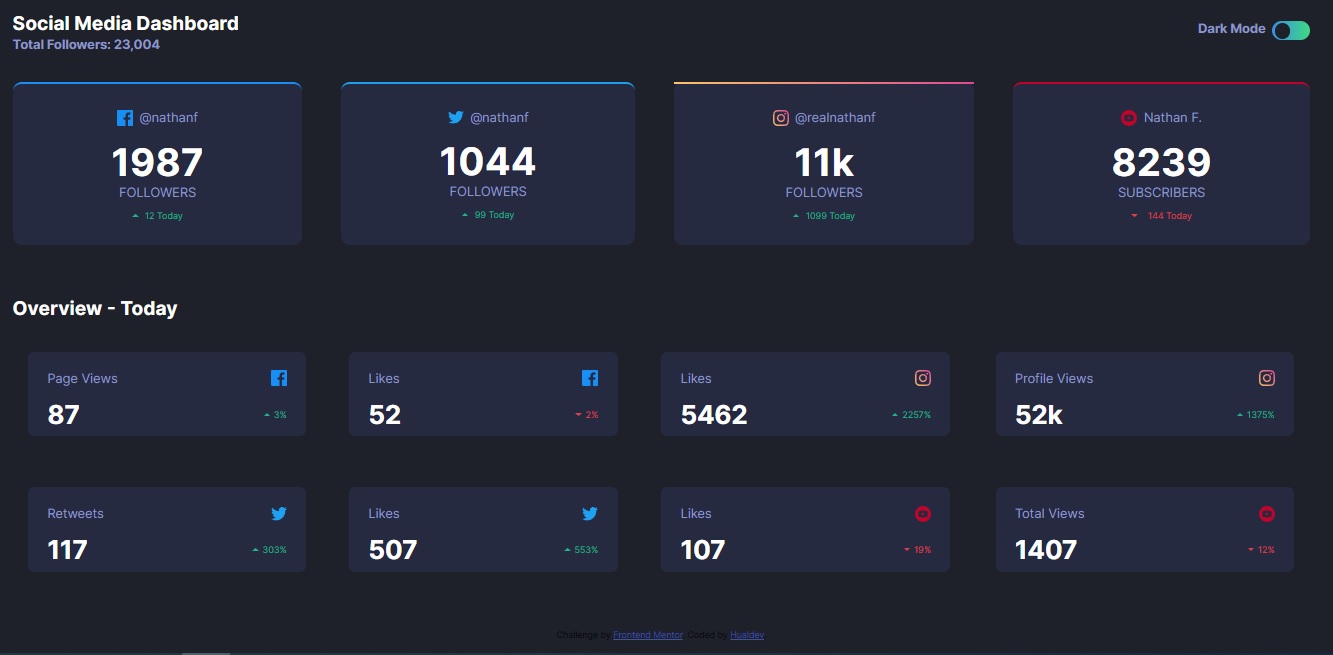 Social Media Dashboard
Total Followers: 23,004
Dark Mode
@nathanf
1987
FOLLOWERS
12 Today
@nathanf
1044
FOLLOWERS
99 Today
@realnathanf
11k
FOLLOWERS
1099 Today
Nathan F.
8239
SUBSCRIBERS
144 Today
Overview - Today
Page Views
87
3%
Likes
52
2%
Likes
5462
2257%
Profile Views
52k
1375%
Retweets
117
303%
Likes
507
553%
Likes
107
19%
Total Views
1407
12%
Challenge by Frontend Mentor. Coded by Hualdev